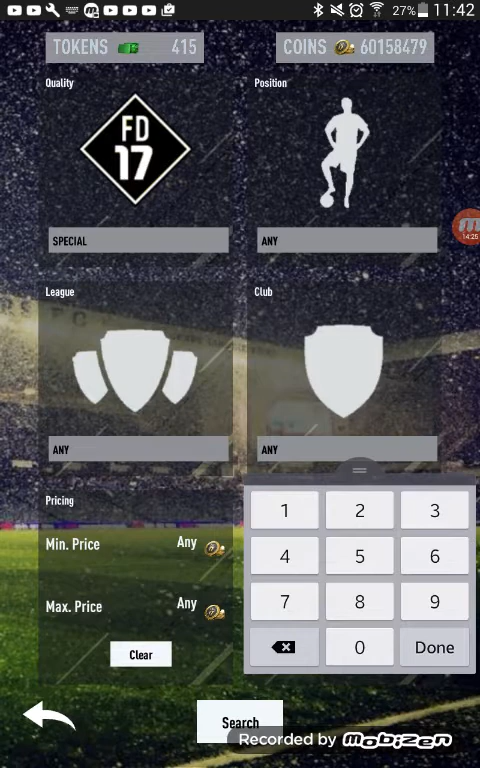 27% 11:42
TOKENS 415
COINS 60158479
Quality
Position
FD
17
SPECIAL
ANY
14:25
League
Club
ANY
ANY
Pricing
Min. Price Any
Max. Price Any
Clear
1 2 3
4 5 6
7 8 9
0 Done
Search
Recorded by mobizen